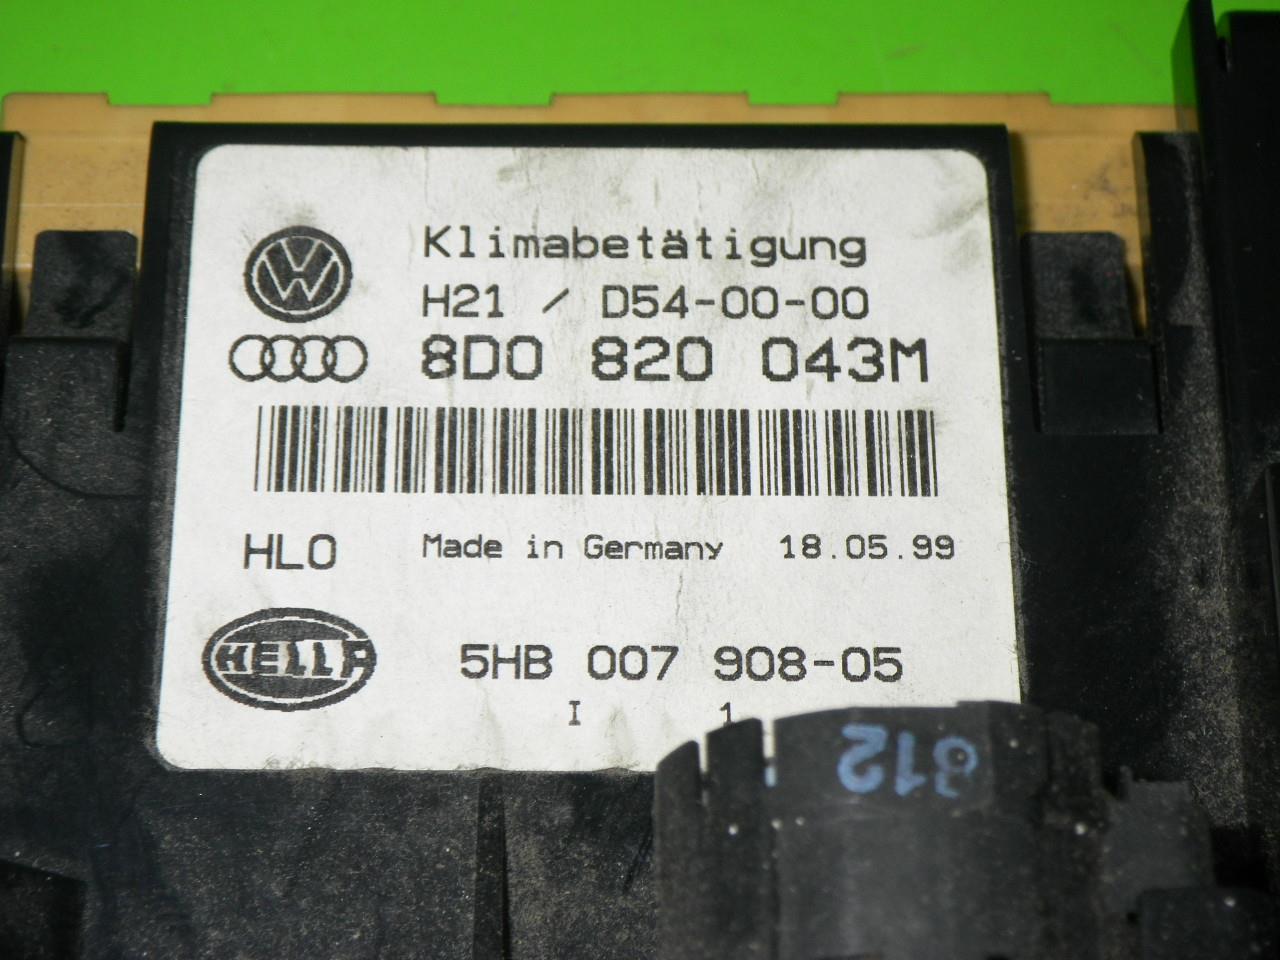 Klimabetätigung
H21 / D54-00-00
8D0 820 043M
HLO Made in Germany 18.05.99
HELLA 5HB 007 908-05
I 1
812